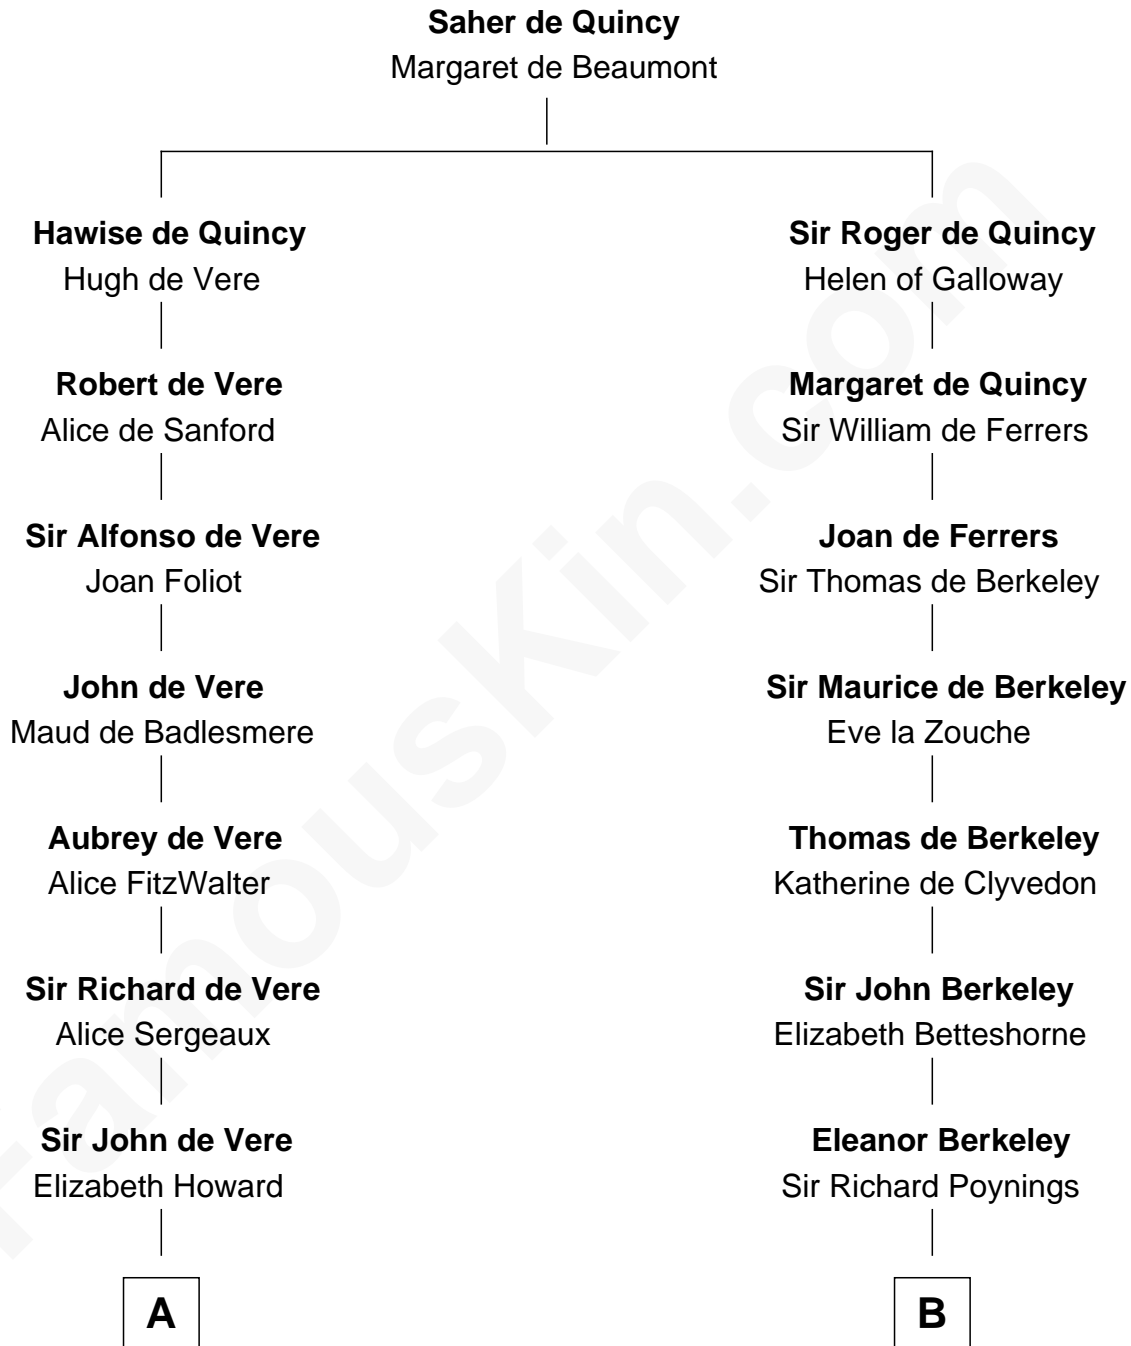 Saher de Quincy
Margaret de Beaumont
Hawise de Quincy
Hugh de Vere
Sir Roger de Quincy
Helen of Galloway
Robert de Vere
Alice de Sanford
Margaret de Quincy
Sir William de Ferrers
Sir Alfonso de Vere
Joan Foliot
Joan de Ferrers
Sir Thomas de Berkeley
John de Vere
Maud de Badlesmere
Sir Maurice de Berkeley
Eve la Zouche
Aubrey de Vere
Alice FitzWalter
Thomas de Berkeley
Katherine de Clyvedon
Sir Richard de Vere
Alice Sergeaux
Sir John Berkeley
Elizabeth Betteshorne
Sir John de Vere
Elizabeth Howard
Eleanor Berkeley
Sir Richard Poynings
A
B
FamousKin.com